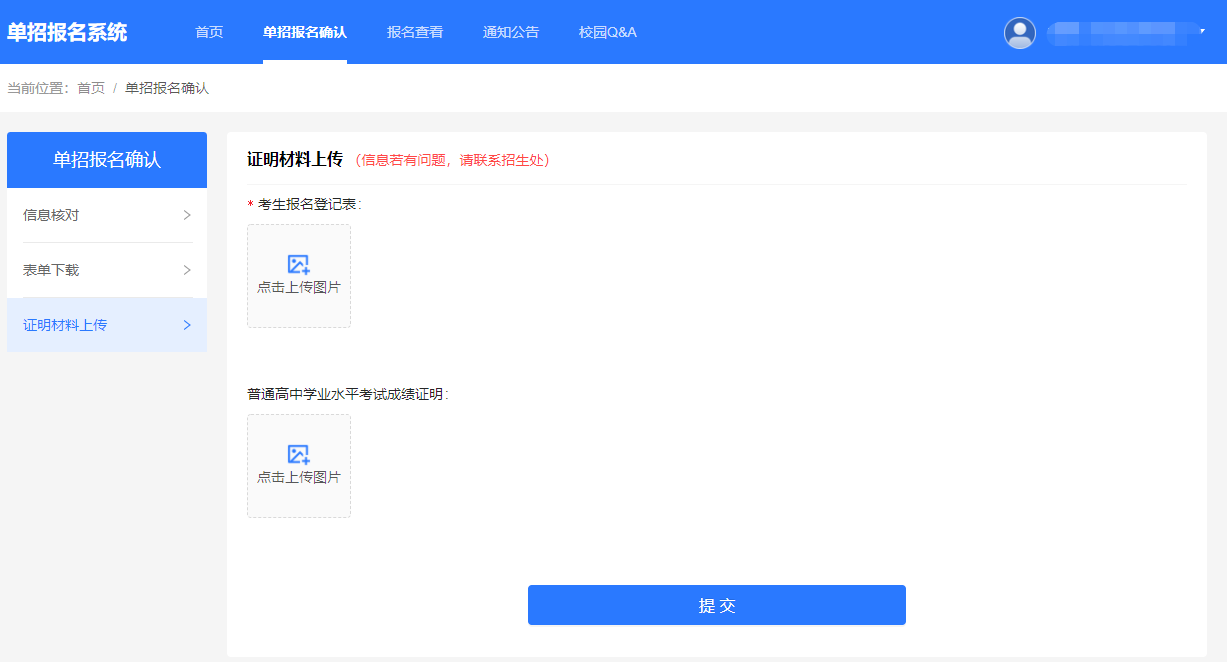 单招报名系统
首页
单招报名确认
报名查看
通知公告
校园Q&A
当前位置：首页 / 单招报名确认
单招报名确认
信息核对
表单下载
证明材料上传
证明材料上传（信息若有问题，请联系招生处）
* 考生报名登记表：
点击上传图片
普通高中学业水平考试成绩证明：
点击上传图片
提 交